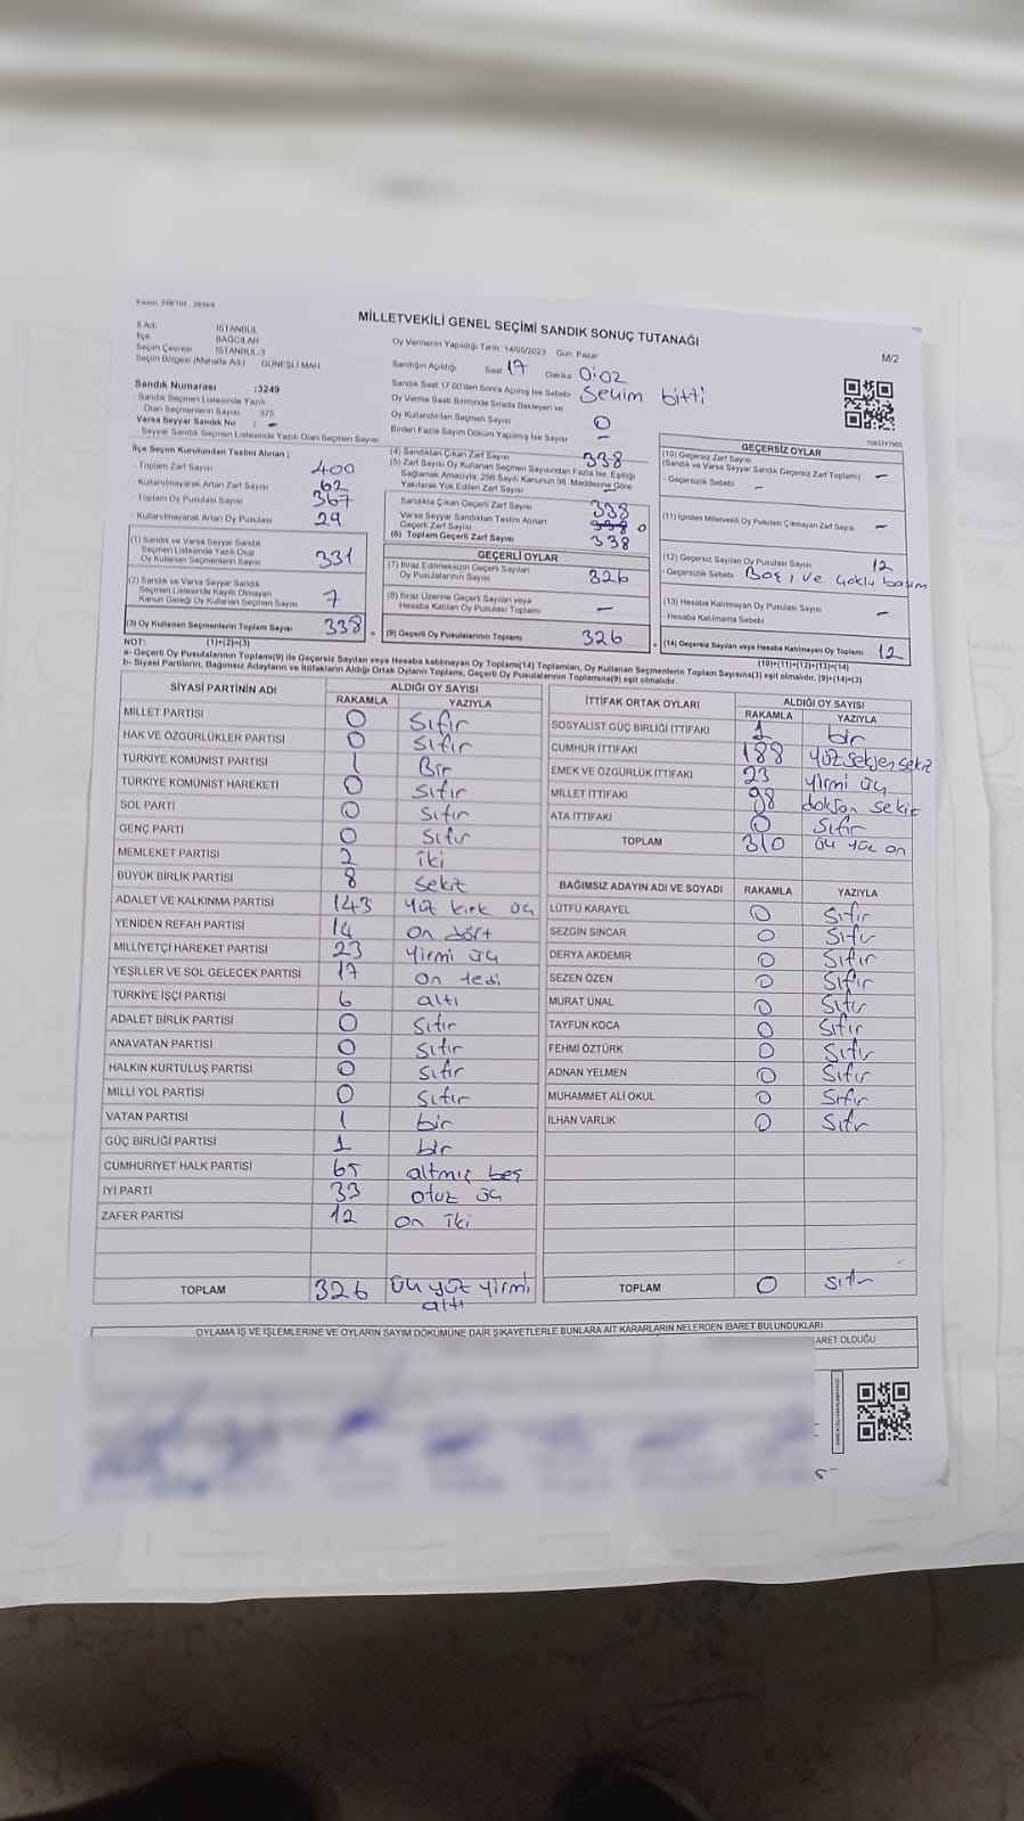 MİLLETVEKİLİ GENEL SEÇİMİ SANDIK SONUÇ TUTANAĞI
M/2
İli İSTANBUL
İlçe BAĞCILAR
Seçim Çevresi İSTANBUL-3
Seçim Bölgesi (Mahalle Adı) GÜNEŞLİ MAH
Oy Vermenin Yapıldığı Tarih: 14/05/2023 Gün: Pazar
Sandığın Açıldığı Saat 17 Dakika 0:02
Sandık Saat 17.00'den Sonra Açılmış İse Sebebi Seçim bitti
Oy Verme Saati Bitiminde Sırada Bekleyen ve
Oy Kullandırılan Seçmen Sayısı 0
Birden Fazla Sayım Döküm Yapılmış İse Sayısı –
Sandık Numarası :3249
Sandık Seçmen Listesinde Yazılı
Olan Seçmenlerin Sayısı 375
Varsa Seyyar Sandık No : -
Seyyar Sandık Seçmen Listesinde Yazılı Olan Seçmen Sayısı
İlçe Seçim Kurulundan Teslim Alınan :
Toplam Zarf Sayısı 400
Kullanılmayarak Artan Zarf Sayısı 62
Toplam Oy Pusulası Sayısı 367
Kullanılmayarak Artan Oy Pusulası 29
(1) Sandık ve Varsa Seyyar Sandık
Seçmen Listesinde Yazılı Olup
Oy Kullanan Seçmenlerin Sayısı 331
(2) Sandık ve Varsa Seyyar Sandık
Seçmen Listesinde Kayıtlı Olmayan
Kanun Gereği Oy Kullanan Seçmen Sayısı 7
(3) Oy Kullanan Seçmenlerin Toplam Sayısı 338
(1)+(2)=(3)
(4) Sandıktan Çıkan Zarf Sayısı 338
(5) Zarf Sayısı Oy Kullanan Seçmen Sayısından Fazla İse, Eşitliği
Sağlamak Amacıyla, 298 Sayılı Kanunun 98. Maddesine Göre
Yakılarak Yok Edilen Zarf Sayısı –
Sandıkta Çıkan Geçerli Zarf Sayısı 338
Varsa Seyyar Sandıktan Teslim Alınan
Geçerli Zarf Sayısı 338 0
(6) Toplam Geçerli Zarf Sayısı 338
GEÇERLİ OYLAR
(7) İtiraz Edilmeksizin Geçerli Sayılan
Oy Pusulalarının Sayısı 326
(8) İtiraz Üzerine Geçerli Sayılan veya
Hesaba Katılan Oy Pusulası Toplamı –
(9) Geçerli Oy Pusulalarının Toplamı 326
GEÇERSİZ OYLAR
(10) Geçersiz Zarf Sayısı
(Sandık ve Varsa Seyyar Sandık Geçersiz Zarf Toplamı) –
Geçersizlik Sebebi –
(11) İçinden Milletvekili Oy Pusulası Çıkmayan Zarf Sayısı –
(12) Geçersiz Sayılan Oy Pusulası Sayısı 12
Geçersizlik Sebebi Boş, ve Çoklu basım
(13) Hesaba Katılmayan Oy Pusulası Sayısı –
Hesaba Katılmama Sebebi
(14) Geçersiz Sayılan veya Hesaba Katılmayan Oy Toplamı 12
(10)+(11)+(12)+(13)=(14)
NOT:
a- Geçerli Oy Pusulalarının Toplamı(9) ile Geçersiz Sayılan veya Hesaba katılmayan Oy Toplamı(14) Toplamları, Oy Kullanan Seçmenlerin Toplam Sayısına(3) eşit olmalıdır. (9)+(14)=(3)
b- Siyasi Partilerin, Bağımsız Adayların ve İttifakların Aldığı Ortak Oyların Toplamı, Geçerli Oy Pusulalarının Toplamına(9) eşit olmalıdır.
SİYASİ PARTİNİN ADI ALDIĞI OY SAYISI
RAKAMLA YAZIYLA
MİLLET PARTİSİ 0 Sıfır
HAK VE ÖZGÜRLÜKLER PARTİSİ 0 Sıfır
TÜRKİYE KOMÜNİST PARTİSİ 1 Bir
TÜRKİYE KOMÜNİST HAREKETİ 0 Sıfır
SOL PARTİ 0 Sıfır
GENÇ PARTİ 0 Sıfır
MEMLEKET PARTİSİ 2 iki
BÜYÜK BİRLİK PARTİSİ 8 Sekiz
ADALET VE KALKINMA PARTİSİ 143 yüz kırk üç
YENİDEN REFAH PARTİSİ 14 On dört
MİLLİYETÇİ HAREKET PARTİSİ 23 Yirmi üç
YEŞİLLER VE SOL GELECEK PARTİSİ 17 On yedi
TÜRKİYE İŞÇİ PARTİSİ 6 altı
ADALET BİRLİK PARTİSİ 0 Sıfır
ANAVATAN PARTİSİ 0 Sıfır
HALKIN KURTULUŞ PARTİSİ 0 Sıfır
MİLLİ YOL PARTİSİ 0 Sıfır
VATAN PARTİSİ 1 bir
GÜÇ BİRLİĞİ PARTİSİ 1 bir
CUMHURİYET HALK PARTİSİ 65 altmış beş
İYİ PARTİ 33 otuz üç
ZAFER PARTİSİ 12 on iki
TOPLAM 326 Üç yüz yirmi
altı
İTTİFAK ORTAK OYLARI ALDIĞI OY SAYISI
RAKAMLA YAZIYLA
SOSYALİST GÜÇ BİRLİĞİ İTTİFAKI 1 bir
CUMHUR İTTİFAKI 188 yüz seksen sekiz
EMEK VE ÖZGÜRLÜK İTTİFAKI 23 yirmi üç
MİLLET İTTİFAKI 98 doksan sekiz
ATA İTTİFAKI 0 Sıfır
TOPLAM 310 üç yüz on
BAĞIMSIZ ADAYIN ADI VE SOYADI RAKAMLA YAZIYLA
LÜTFÜ KARAYEL 0 Sıfır
SEZGİN SİNCAR 0 Sıfır
DERYA AKDEMİR 0 Sıfır
SEZEN ÖZEN 0 Sıfır
MURAT ÜNAL 0 Sıfır
TAYFUN KOCA 0 Sıfır
FEHMİ ÖZTÜRK 0 Sıfır
ADNAN YELMEN 0 Sıfır
MUHAMMET ALİ OKUL 0 Sıfır
İLHAN VARLIK 0 Sıfır
TOPLAM 0 Sıfır
OYLAMA İŞ VE İŞLEMLERİNE VE OYLARIN SAYIM DÖKÜMÜNE DAİR ŞİKAYETLERLE BUNLARA AİT KARARLARIN NELERDEN İBARET BULUNDUKLARI
ARET OLDUĞU